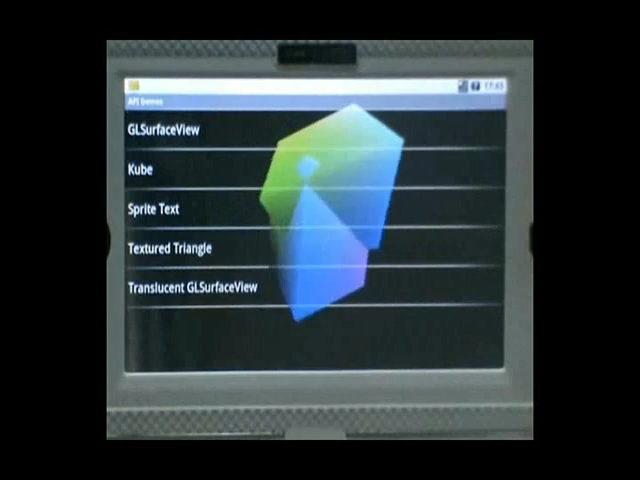 API Demos
GLSurfaceView
Kube
Sprite Text
Textured Triangle
Translucent GLSurfaceView